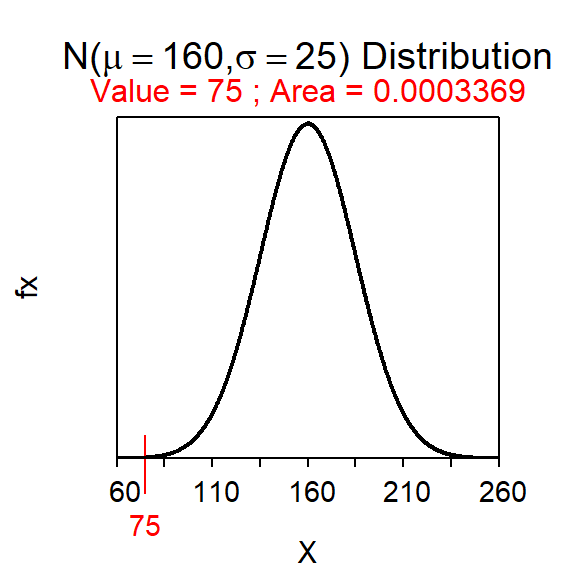 N(μ = 160,σ = 25) Distribution
Value = 75 ; Area = 0.0003369
fx
60 110 160 210 260
75
X